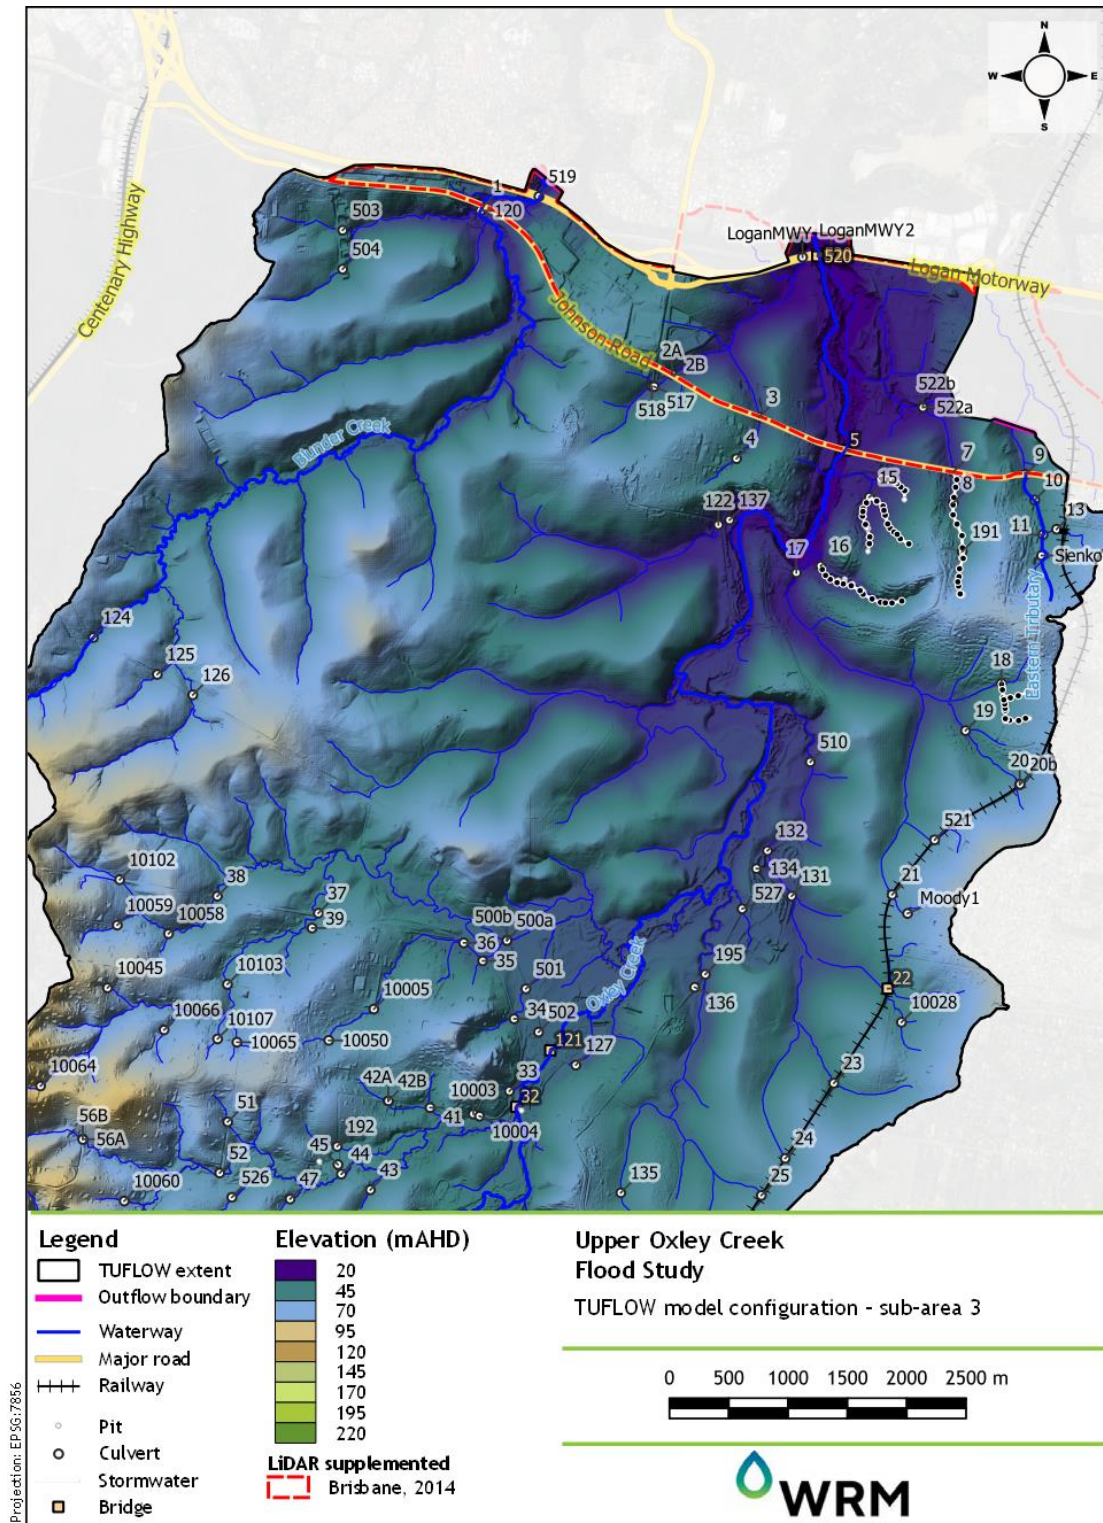 N
W E
S
519
1
120
503
504
LoganMWY LoganMWY2
520
Logan Motorway
Centenary Highway
Johnson Road
2A
2B
517
518
522b
522a
3
4
5
7
8
9
10
Blunder Creek
15
122
137
13
11
191
16
17
Sienko
124
125
126
Eastern Tributary
18
19
510
20
20b
521
132
134
131
21
Moody1
527
10102
38
10059
10058
37
39
500b
500a
36
35
501
195
136
10045
10103
10005
Oxley Creek
22
10028
10066
10107
10065
10050
34
502
121
127
23
10064
42A
42B
10003
33
32
41
10004
56B
56A
51
192
45
44
24
52
43
135
25
10060
526
47
Legend
TUFLOW extent
Outflow boundary
Waterway
Major road
Railway
Pit
Culvert
Stormwater
Bridge
Elevation (mAHD)
20
45
70
95
120
145
170
195
220
LiDAR supplemented
Brisbane, 2014
Upper Oxley Creek
Flood Study
TUFLOW model configuration - sub-area 3
0 500 1000 1500 2000 2500 m
WRM
Projection: EPSG:7856